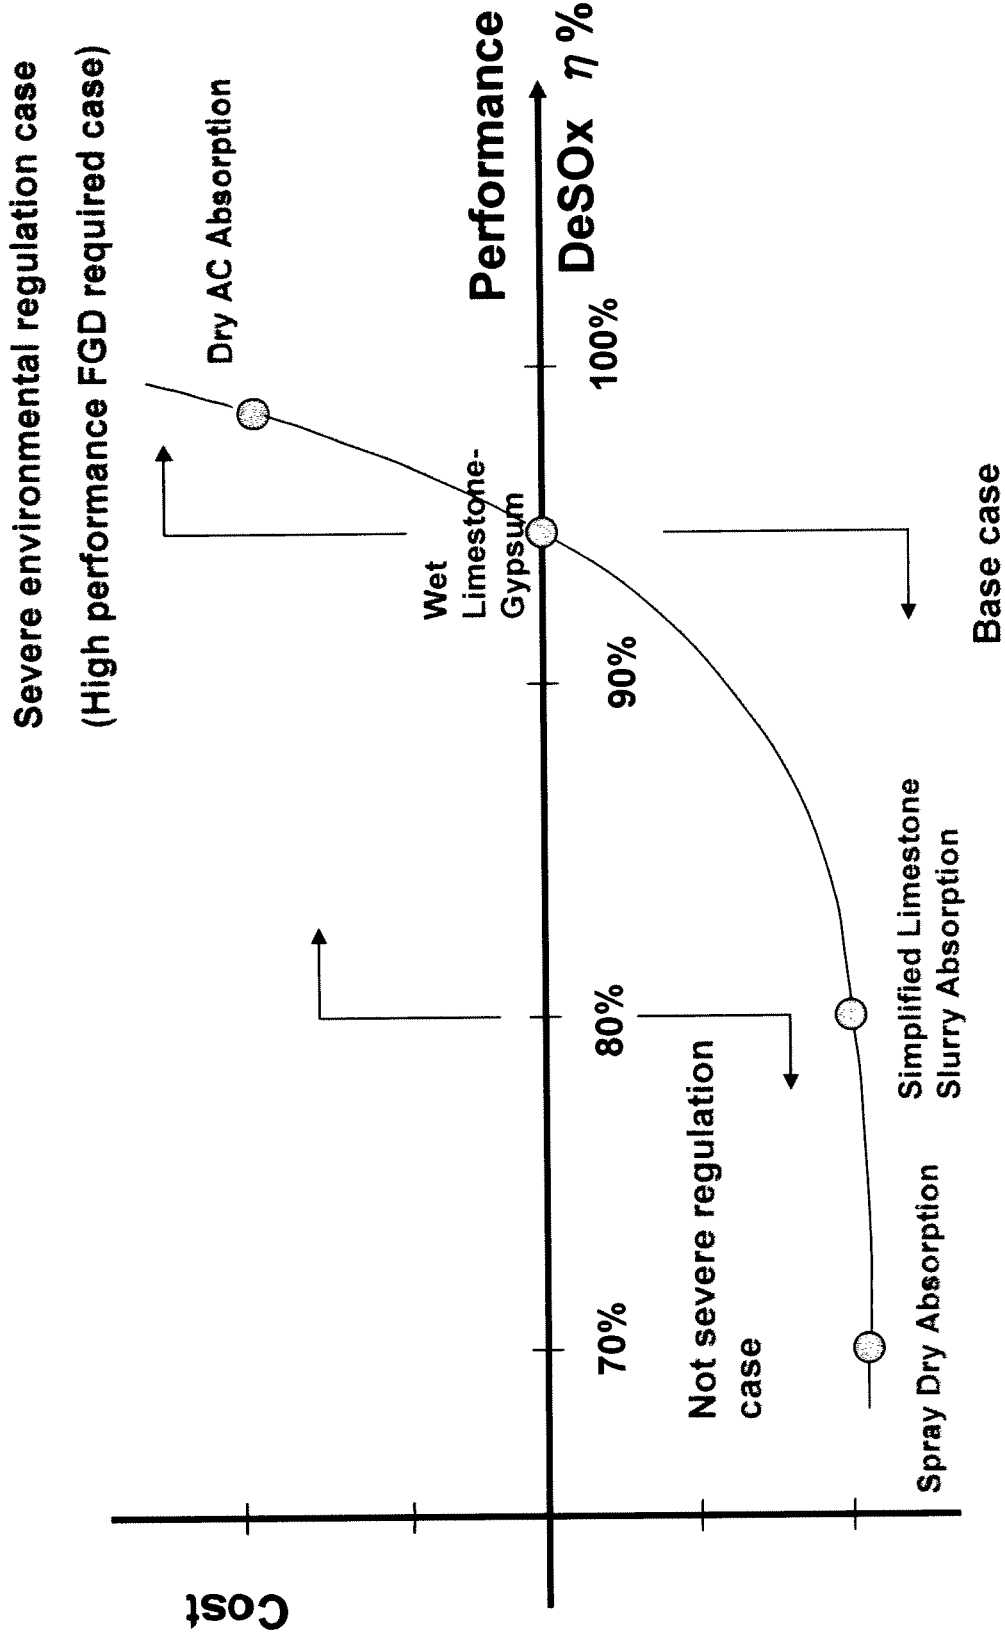 Severe environmental regulation case
(High performance FGD required case)
Dry AC Absorption
Cost
Wet
Limestone-
Gypsum
Performance
DeSOx η %
70%
80%
90%
100%
Not severe regulation
case
Spray Dry Absorption
Simplified Limestone
Slurry Absorption
Base case